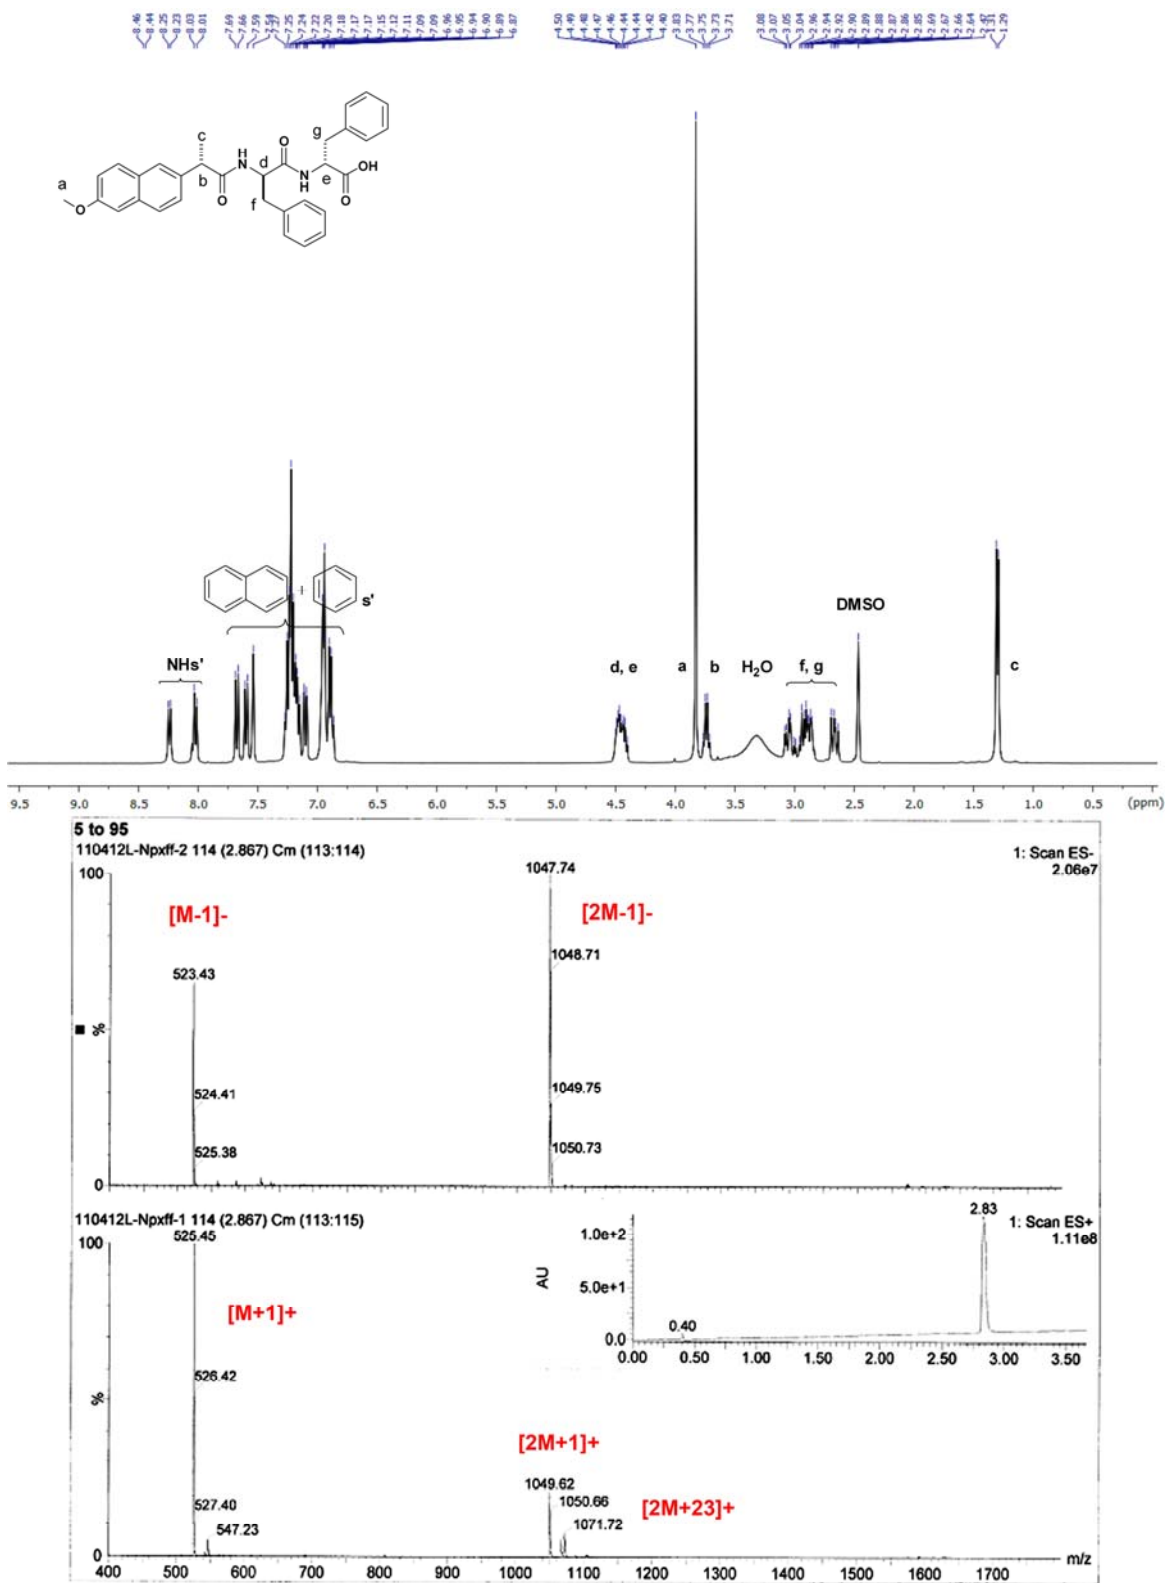 8.46 8.44 8.25 8.23 8.03 8.01 7.69 7.66 7.59 7.54 7.27 7.25 7.24 7.22 7.20 7.18 7.17 7.17 7.15 7.12 7.11 7.09 7.09 6.96 6.95 6.94 6.90 6.89 6.87 4.50 4.49 4.48 4.47 4.46 4.44 4.44 4.42 4.40 3.83 3.77 3.75 3.73 3.71 3.08 3.07 3.05 3.04 2.96 2.94 2.92 2.90 2.89 2.88 2.87 2.86 2.85 2.69 2.67 2.66 2.64 2.47 1.31 1.29
g
c
O
H
N
d
OH
a
b
O
N
H
e
O
O
f
+
s'
DMSO
NHs'
d, e
a
b
H2O
f, g
c
9.5 9.0 8.5 8.0 7.5 7.0 6.5 6.0 5.5 5.0 4.5 4.0 3.5 3.0 2.5 2.0 1.5 1.0 0.5 (ppm)
5 to 95
110412L-Npxff-2 114 (2.867) Cm (113:114)
1: Scan ES-
2.06e7
100
1047.74
[M-1]-
[2M-1]-
1048.71
523.43
%
524.41
1049.75
525.38
1050.73
0
110412L-Npxff-1 114 (2.867) Cm (113:115)
1: Scan ES+
1.11e8
100
525.45
2.83
1.0e+2
AU
5.0e+1
0.40
0.0
0.00 0.50 1.00 1.50 2.00 2.50 3.00 3.50
[M+1]+
526.42
%
[2M+1]+
1049.62
527.40
1050.66
[2M+23]+
547.23
1071.72
0
400 500 600 700 800 900 1000 1100 1200 1300 1400 1500 1600 1700 m/z